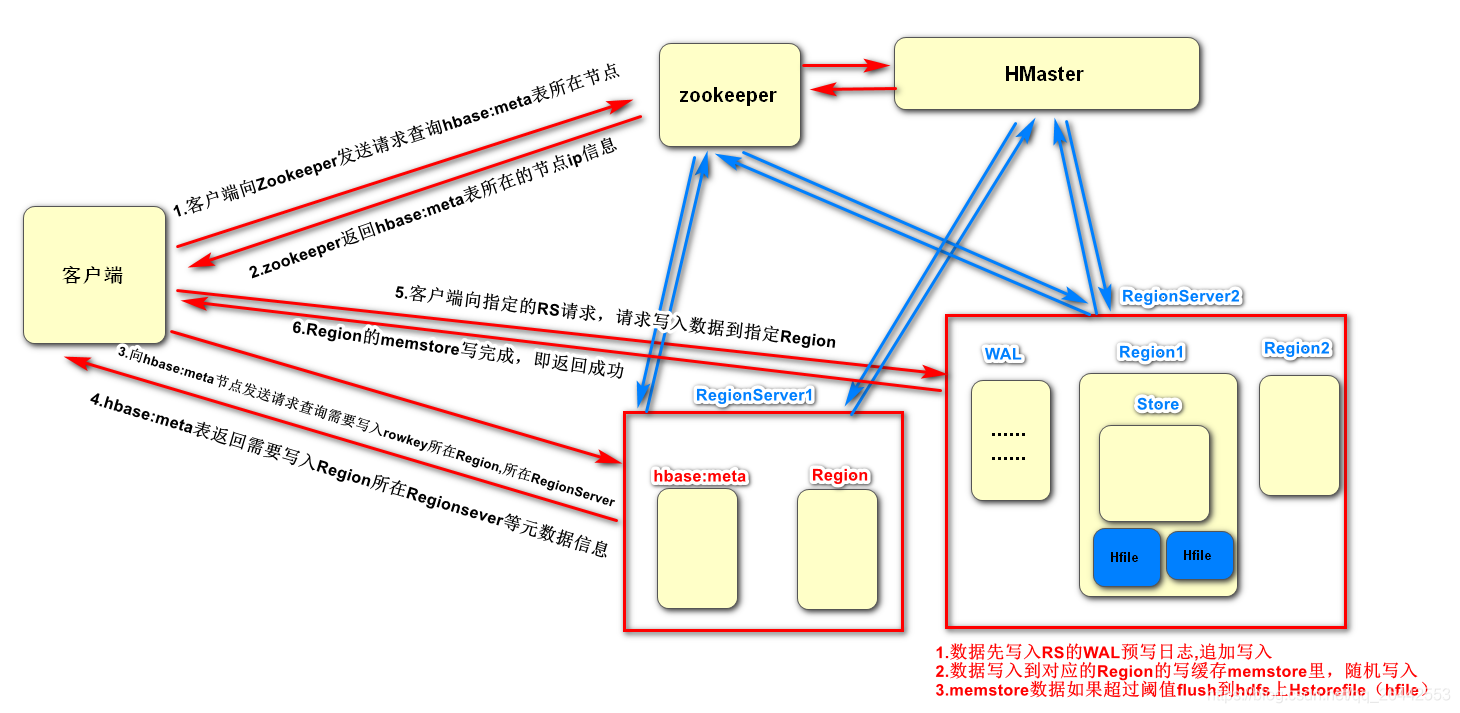 zookeeper
HMaster
1.客户端向Zookeeper发送请求查询hbase:meta表所在节点
2.zookeeper返回hbase:meta表所在的节点ip信息
客户端
5.客户端向指定的RS请求，请求写入数据到指定Region
6.Region的memstore写完成，即返回成功
3.向hbase:meta节点发送请求查询需要写入rowkey所在Region,所在RegionServer
4.hbase:meta表返回需要写入Region所在Regionsever等元数据信息
RegionServer2
WAL
Region1
Region2
Store
......
......
Hfile
Hfile
RegionServer1
hbase:meta
Region
1.数据先写入RS的WAL预写日志,追加写入
2.数据写入到对应的Region的写缓存memstore里，随机写入
3.memstore数据如果超过阈值flush到hdfs上Hstorefile（hfile）